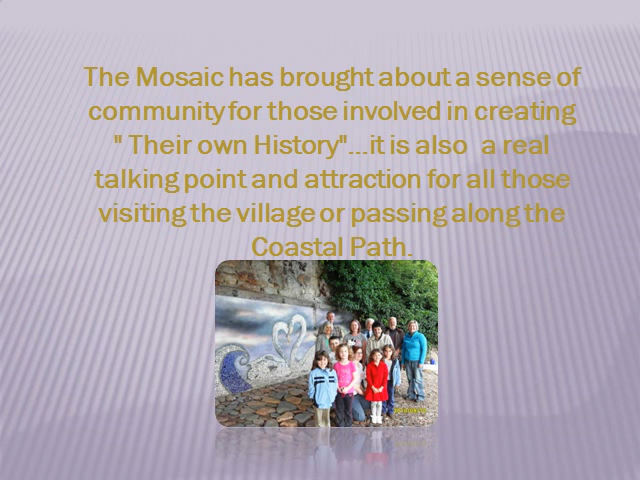 The Mosaic has brought about a sense of
community for those involved in creating
" Their own History"...it is also  a real
talking point and attraction for all those
visiting the village or passing along the
Coastal Path.